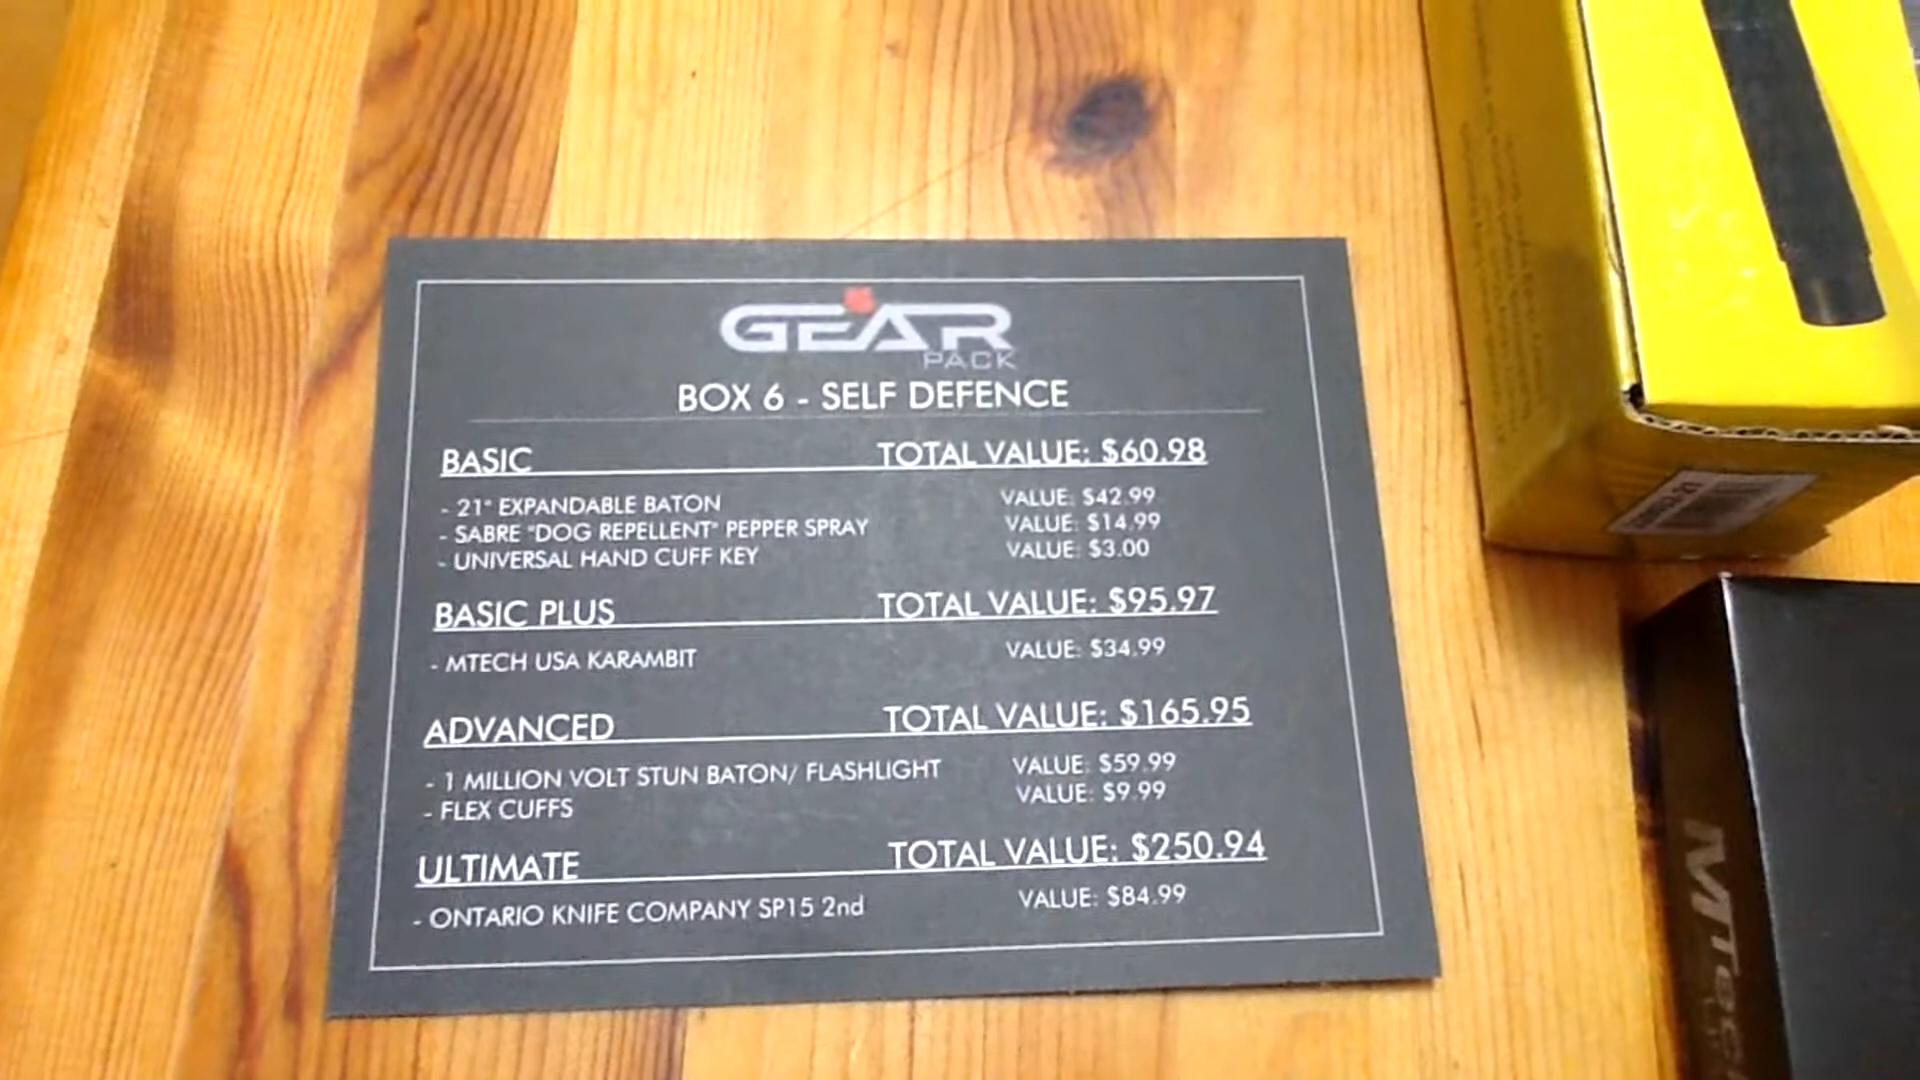 GEAR
PACK
BOX 6 - SELF DEFENCE
BASIC TOTAL VALUE: $60.98
- 21" EXPANDABLE BATON VALUE: $42.99
- SABRE "DOG REPELLENT" PEPPER SPRAY VALUE: $14.99
- UNIVERSAL HAND CUFF KEY VALUE: $3.00
BASIC PLUS TOTAL VALUE: $95.97
- MTECH USA KARAMBIT VALUE: $34.99
ADVANCED TOTAL VALUE: $165.95
- 1 MILLION VOLT STUN BATON/ FLASHLIGHT VALUE: $59.99
- FLEX CUFFS VALUE: $9.99
ULTIMATE TOTAL VALUE: $250.94
- ONTARIO KNIFE COMPANY SP15 2nd VALUE: $84.99
MTech